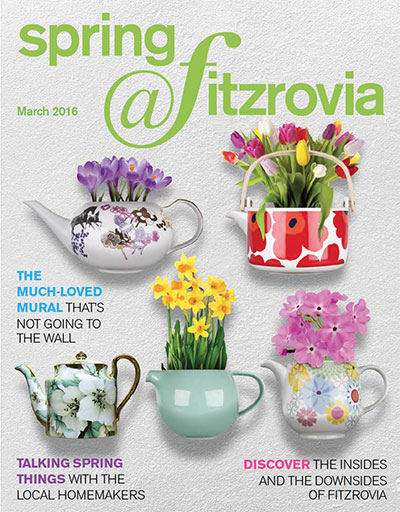 spring
@fitzrovia
March 2016
THE
MUCH-LOVED
MURAL THAT'S
NOT GOING TO
THE WALL
TALKING SPRING
THINGS WITH THE
LOCAL HOMEMAKERS
DISCOVER THE INSIDES
AND THE DOWNSIDES
OF FITZROVIA